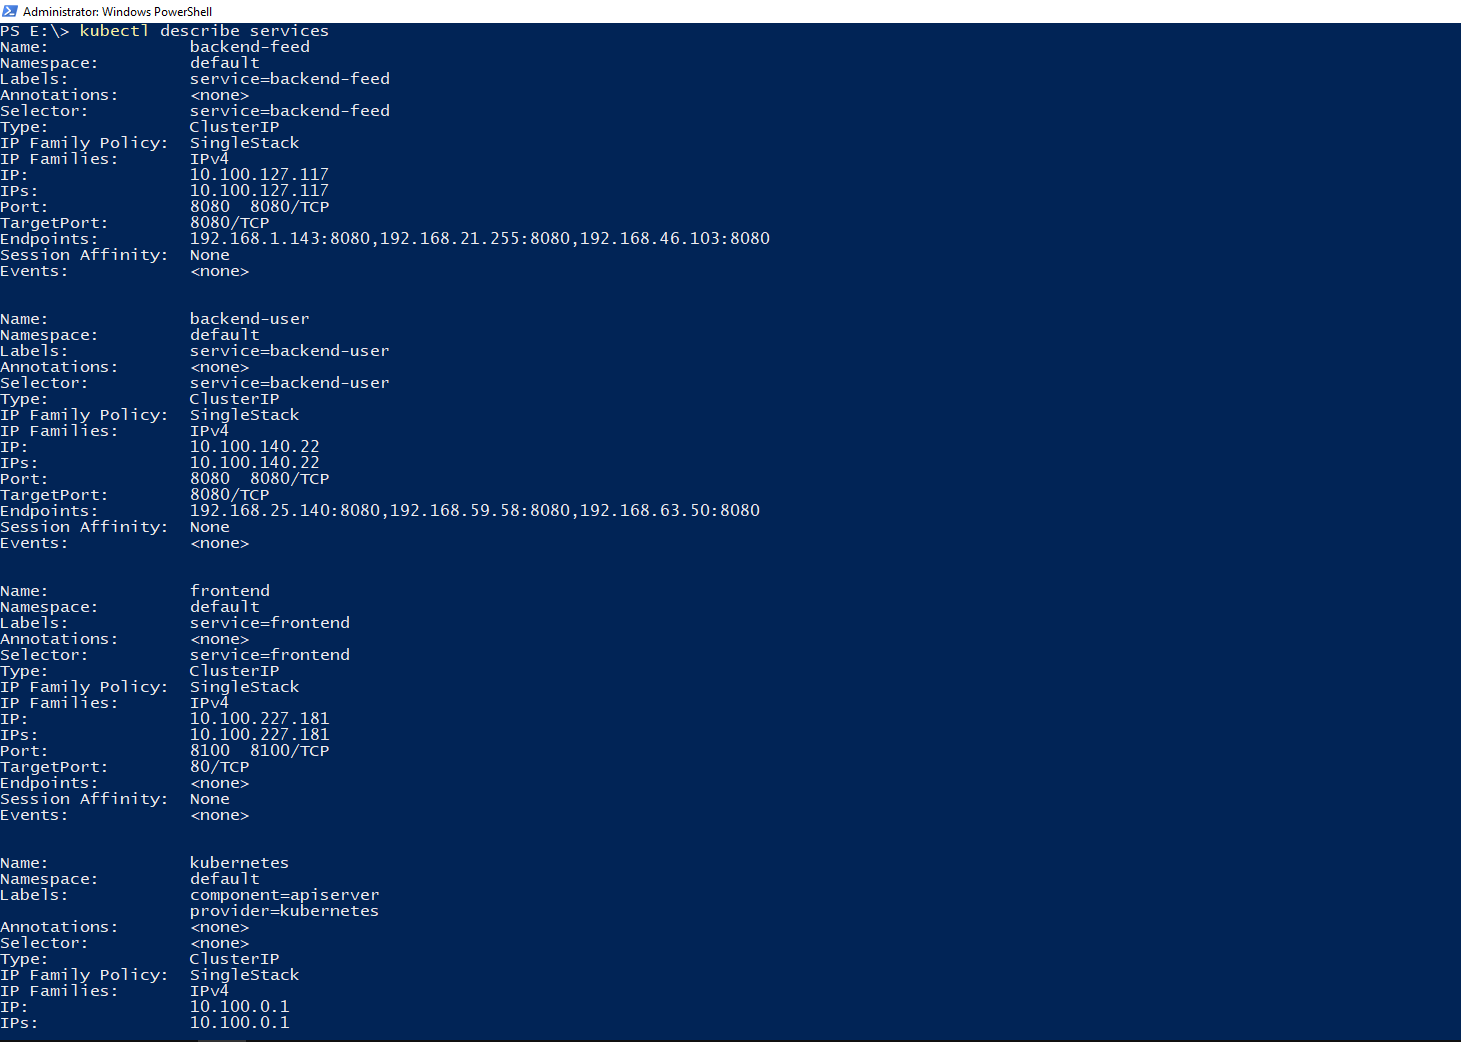 Administrator: Windows PowerShell
PS E:\> kubectl describe services
Name:              backend-feed
Namespace:         default
Labels:            service=backend-feed
Annotations:       <none>
Selector:          service=backend-feed
Type:              ClusterIP
IP Family Policy:  SingleStack
IP Families:       IPv4
IP:                10.100.127.117
IPs:               10.100.127.117
Port:              8080  8080/TCP
TargetPort:        8080/TCP
Endpoints:         192.168.1.143:8080,192.168.21.255:8080,192.168.46.103:8080
Session Affinity:  None
Events:            <none>
Name:              backend-user
Namespace:         default
Labels:            service=backend-user
Annotations:       <none>
Selector:          service=backend-user
Type:              ClusterIP
IP Family Policy:  SingleStack
IP Families:       IPv4
IP:                10.100.140.22
IPs:               10.100.140.22
Port:              8080  8080/TCP
TargetPort:        8080/TCP
Endpoints:         192.168.25.140:8080,192.168.59.58:8080,192.168.63.50:8080
Session Affinity:  None
Events:            <none>
Name:              frontend
Namespace:         default
Labels:            service=frontend
Annotations:       <none>
Selector:          service=frontend
Type:              ClusterIP
IP Family Policy:  SingleStack
IP Families:       IPv4
IP:                10.100.227.181
IPs:               10.100.227.181
Port:              8100  8100/TCP
TargetPort:        80/TCP
Endpoints:         <none>
Session Affinity:  None
Events:            <none>
Name:              kubernetes
Namespace:         default
Labels:            component=apiserver
                   provider=kubernetes
Annotations:       <none>
Selector:          <none>
Type:              ClusterIP
IP Family Policy:  SingleStack
IP Families:       IPv4
IP:                10.100.0.1
IPs:               10.100.0.1